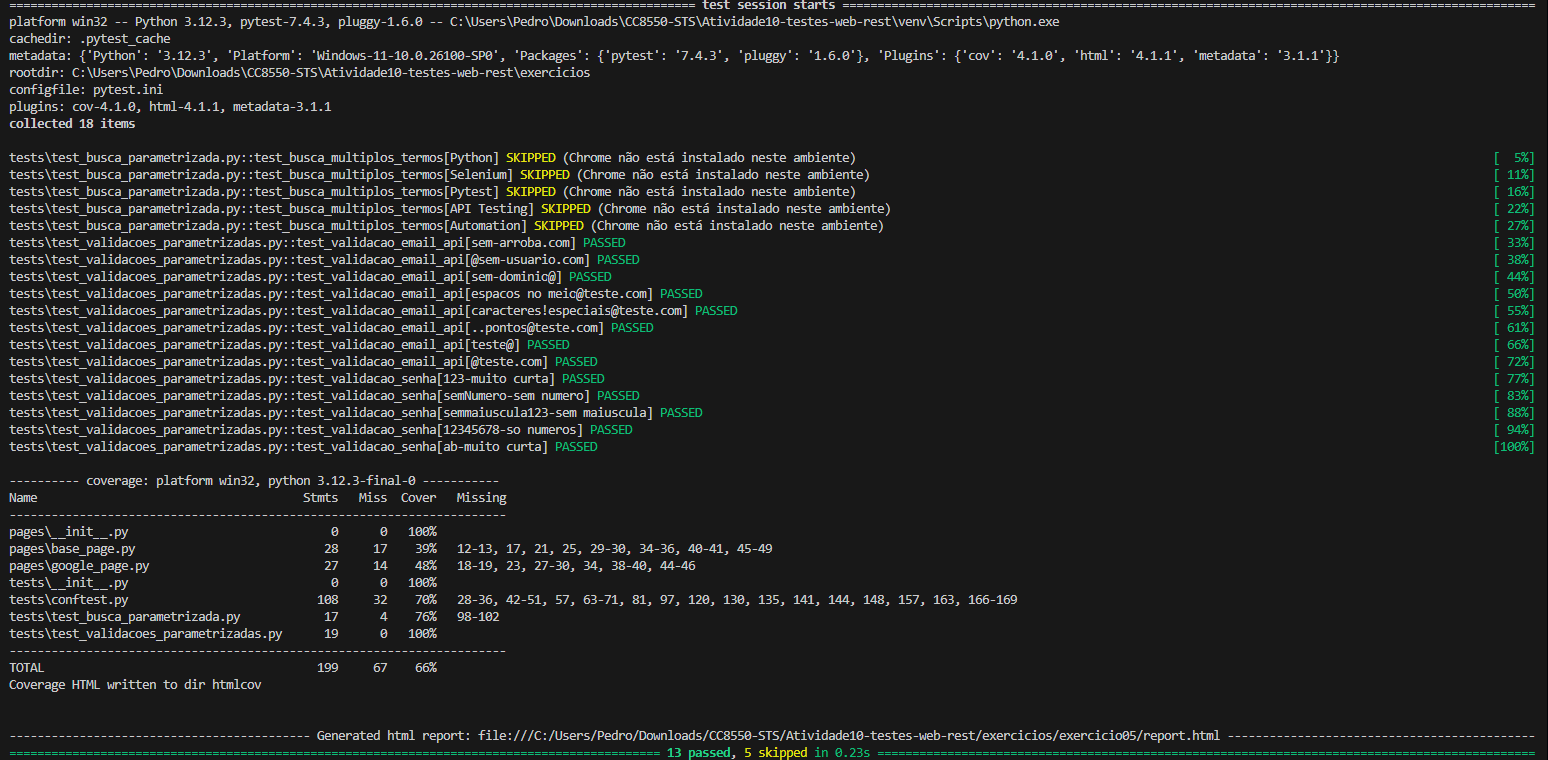 ============================= test session starts =============================
platform win32 -- Python 3.12.3, pytest-7.4.3, pluggy-1.6.0 -- C:\Users\Pedro\Downloads\CC8550-STS\Atividade10-testes-web-rest\venv\Scripts\python.exe
cachedir: .pytest_cache
metadata: {'Python': '3.12.3', 'Platform': 'Windows-11-10.0.26100-SP0', 'Packages': {'pytest': '7.4.3', 'pluggy': '1.6.0'}, 'Plugins': {'cov': '4.1.0', 'html': '4.1.1', 'metadata': '3.1.1'}}
rootdir: C:\Users\Pedro\Downloads\CC8550-STS\Atividade10-testes-web-rest\exercicios
configfile: pytest.ini
plugins: cov-4.1.0, html-4.1.1, metadata-3.1.1
collected 18 items
tests\test_busca_parametrizada.py::test_busca_multiplos_termos[Python] SKIPPED (Chrome não está instalado neste ambiente) [  5%]
tests\test_busca_parametrizada.py::test_busca_multiplos_termos[Selenium] SKIPPED (Chrome não está instalado neste ambiente) [ 11%]
tests\test_busca_parametrizada.py::test_busca_multiplos_termos[Pytest] SKIPPED (Chrome não está instalado neste ambiente) [ 16%]
tests\test_busca_parametrizada.py::test_busca_multiplos_termos[API Testing] SKIPPED (Chrome não está instalado neste ambiente) [ 22%]
tests\test_busca_parametrizada.py::test_busca_multiplos_termos[Automation] SKIPPED (Chrome não está instalado neste ambiente) [ 27%]
tests\test_validacoes_parametrizadas.py::test_validacao_email_api[sem-arroba.com] PASSED [ 33%]
tests\test_validacoes_parametrizadas.py::test_validacao_email_api[@sem-usuario.com] PASSED [ 38%]
tests\test_validacoes_parametrizadas.py::test_validacao_email_api[sem-dominio@] PASSED [ 44%]
tests\test_validacoes_parametrizadas.py::test_validacao_email_api[espacos no meio@teste.com] PASSED [ 50%]
tests\test_validacoes_parametrizadas.py::test_validacao_email_api[caracteres!especiais@teste.com] PASSED [ 55%]
tests\test_validacoes_parametrizadas.py::test_validacao_email_api[..pontos@teste.com] PASSED [ 61%]
tests\test_validacoes_parametrizadas.py::test_validacao_email_api[teste@] PASSED [ 66%]
tests\test_validacoes_parametrizadas.py::test_validacao_email_api[@teste.com] PASSED [ 72%]
tests\test_validacoes_parametrizadas.py::test_validacao_senha[123-muito curta] PASSED [ 77%]
tests\test_validacoes_parametrizadas.py::test_validacao_senha[semNumero-sem numero] PASSED [ 83%]
tests\test_validacoes_parametrizadas.py::test_validacao_senha[semmaiuscula123-sem maiuscula] PASSED [ 88%]
tests\test_validacoes_parametrizadas.py::test_validacao_senha[12345678-so numeros] PASSED [ 94%]
tests\test_validacoes_parametrizadas.py::test_validacao_senha[ab-muito curta] PASSED [100%]
---------- coverage: platform win32, python 3.12.3-final-0 -----------
Name Stmts Miss Cover Missing
-----------------------------------------------------------------------
pages\__init__.py 0 0 100%
pages\base_page.py 28 17 39% 12-13, 17, 21, 25, 29-30, 34-36, 40-41, 45-49
pages\google_page.py 27 14 48% 18-19, 23, 27-30, 34, 38-40, 44-46
tests\__init__.py 0 0 100%
tests\conftest.py 108 32 70% 28-36, 42-51, 57, 63-71, 81, 97, 120, 130, 135, 141, 144, 148, 157, 163, 166-169
tests\test_busca_parametrizada.py 17 4 76% 98-102
tests\test_validacoes_parametrizadas.py 19 0 100%
-----------------------------------------------------------------------
TOTAL 199 67 66%
Coverage HTML written to dir htmlcov
------------------------------------------- Generated html report: file:///C:/Users/Pedro/Downloads/CC8550-STS/Atividade10-testes-web-rest/exercicios/exercicio05/report.html --------------------------------------------
============================= 13 passed, 5 skipped in 0.23s =============================